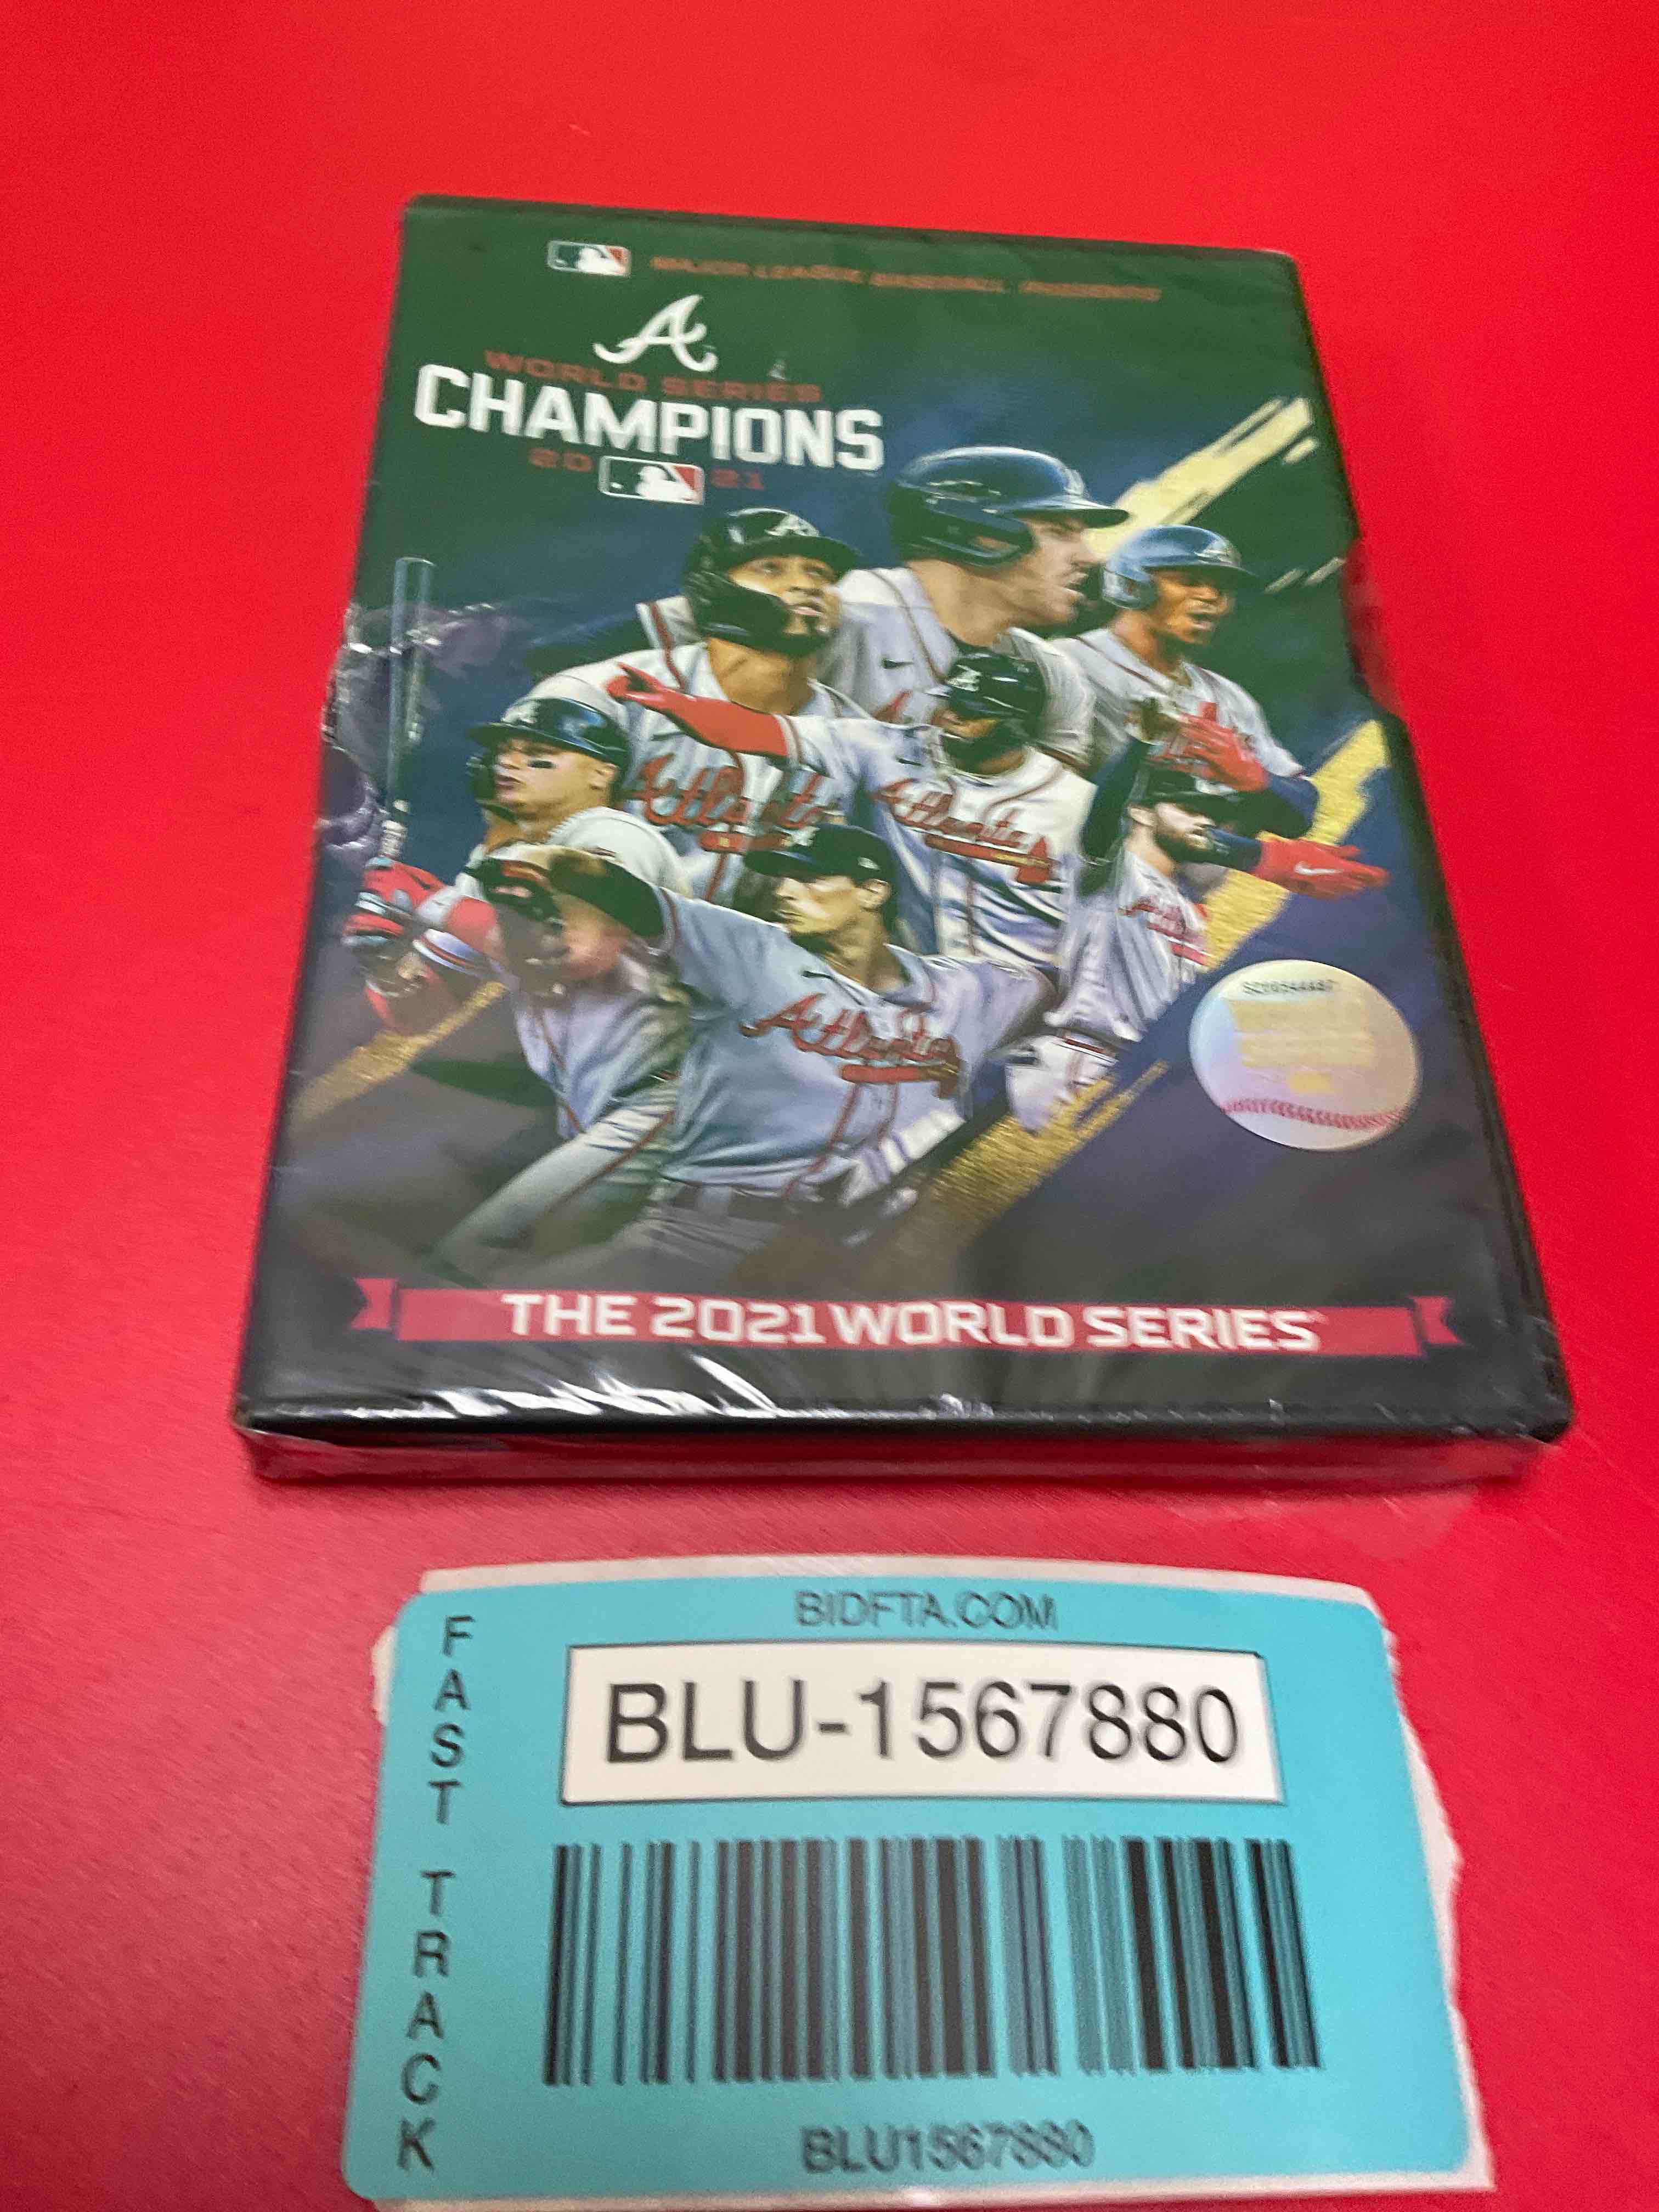 MAJOR LEAGUE BASEBALL PRESENTS
A
WORLD SERIES
CHAMPIONS
20 21
Atlanta
Atlanta
Atlanta
THE 2021 WORLD SERIES
BIDFTA.COM
FAST TRACK
BLU-1567880
BLU1567880